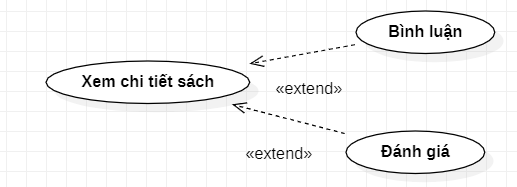 Bình luận
Xem chi tiết sách
«extend»
Đánh giá
«extend»